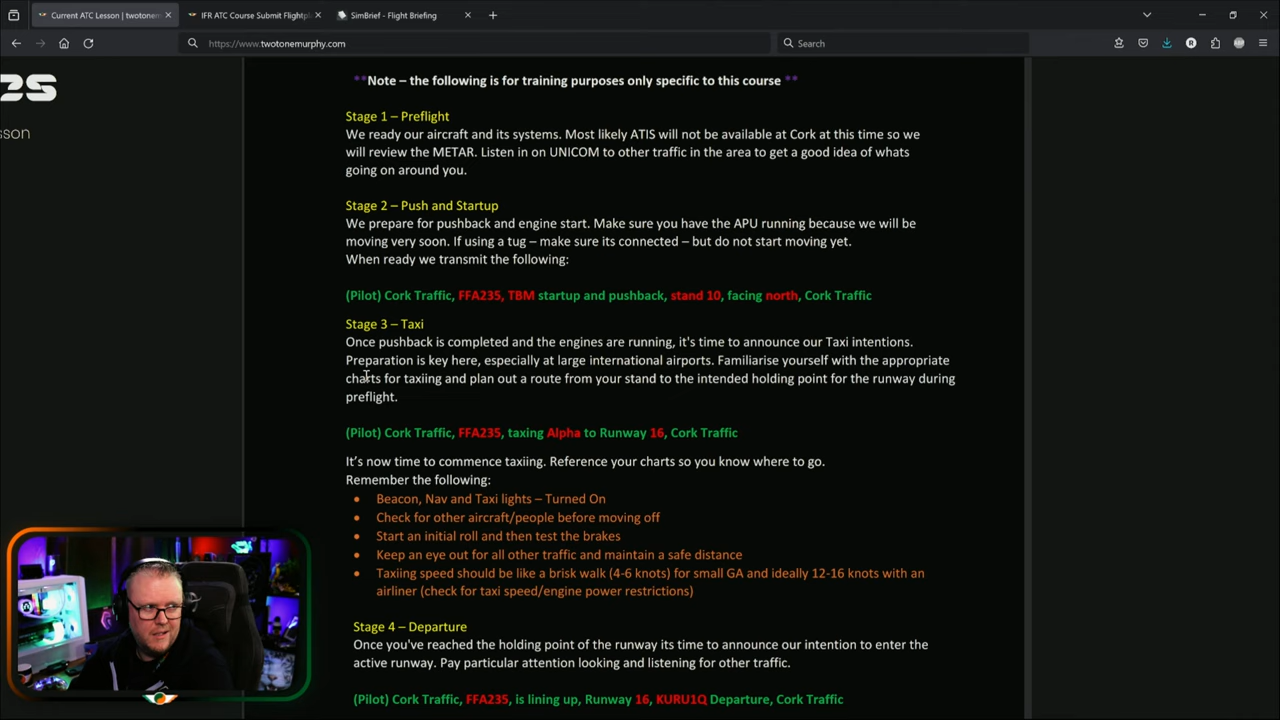 Current ATC Lesson | twotonem
IFR ATC Course Submit Flightpl
SimBrief - Flight Briefing
https://www.twotonemurphy.com
Search
sson
**Note – the following is for training purposes only specific to this course **
Stage 1 – Preflight
We ready our aircraft and its systems. Most likely ATIS will not be available at Cork at this time so we
will review the METAR. Listen in on UNICOM to other traffic in the area to get a good idea of whats
going on around you.
Stage 2 – Push and Startup
We prepare for pushback and engine start. Make sure you have the APU running because we will be
moving very soon. If using a tug – make sure its connected – but do not start moving yet.
When ready we transmit the following:
(Pilot) Cork Traffic, FFA235, TBM startup and pushback, stand 10, facing north, Cork Traffic
Stage 3 – Taxi
Once pushback is completed and the engines are running, it's time to announce our Taxi intentions.
Preparation is key here, especially at large international airports. Familiarise yourself with the appropriate
charts for taxiing and plan out a route from your stand to the intended holding point for the runway during
preflight.
(Pilot) Cork Traffic, FFA235, taxing Alpha to Runway 16, Cork Traffic
It's now time to commence taxiing. Reference your charts so you know where to go.
Remember the following:
• Beacon, Nav and Taxi lights – Turned On
• Check for other aircraft/people before moving off
• Start an initial roll and then test the brakes
• Keep an eye out for all other traffic and maintain a safe distance
• Taxiing speed should be like a brisk walk (4-6 knots) for small GA and ideally 12-16 knots with an
airliner (check for taxi speed/engine power restrictions)
Stage 4 – Departure
Once you've reached the holding point of the runway its time to announce our intention to enter the
active runway. Pay particular attention looking and listening for other traffic.
(Pilot) Cork Traffic, FFA235, is lining up, Runway 16, KURU1Q Departure, Cork Traffic